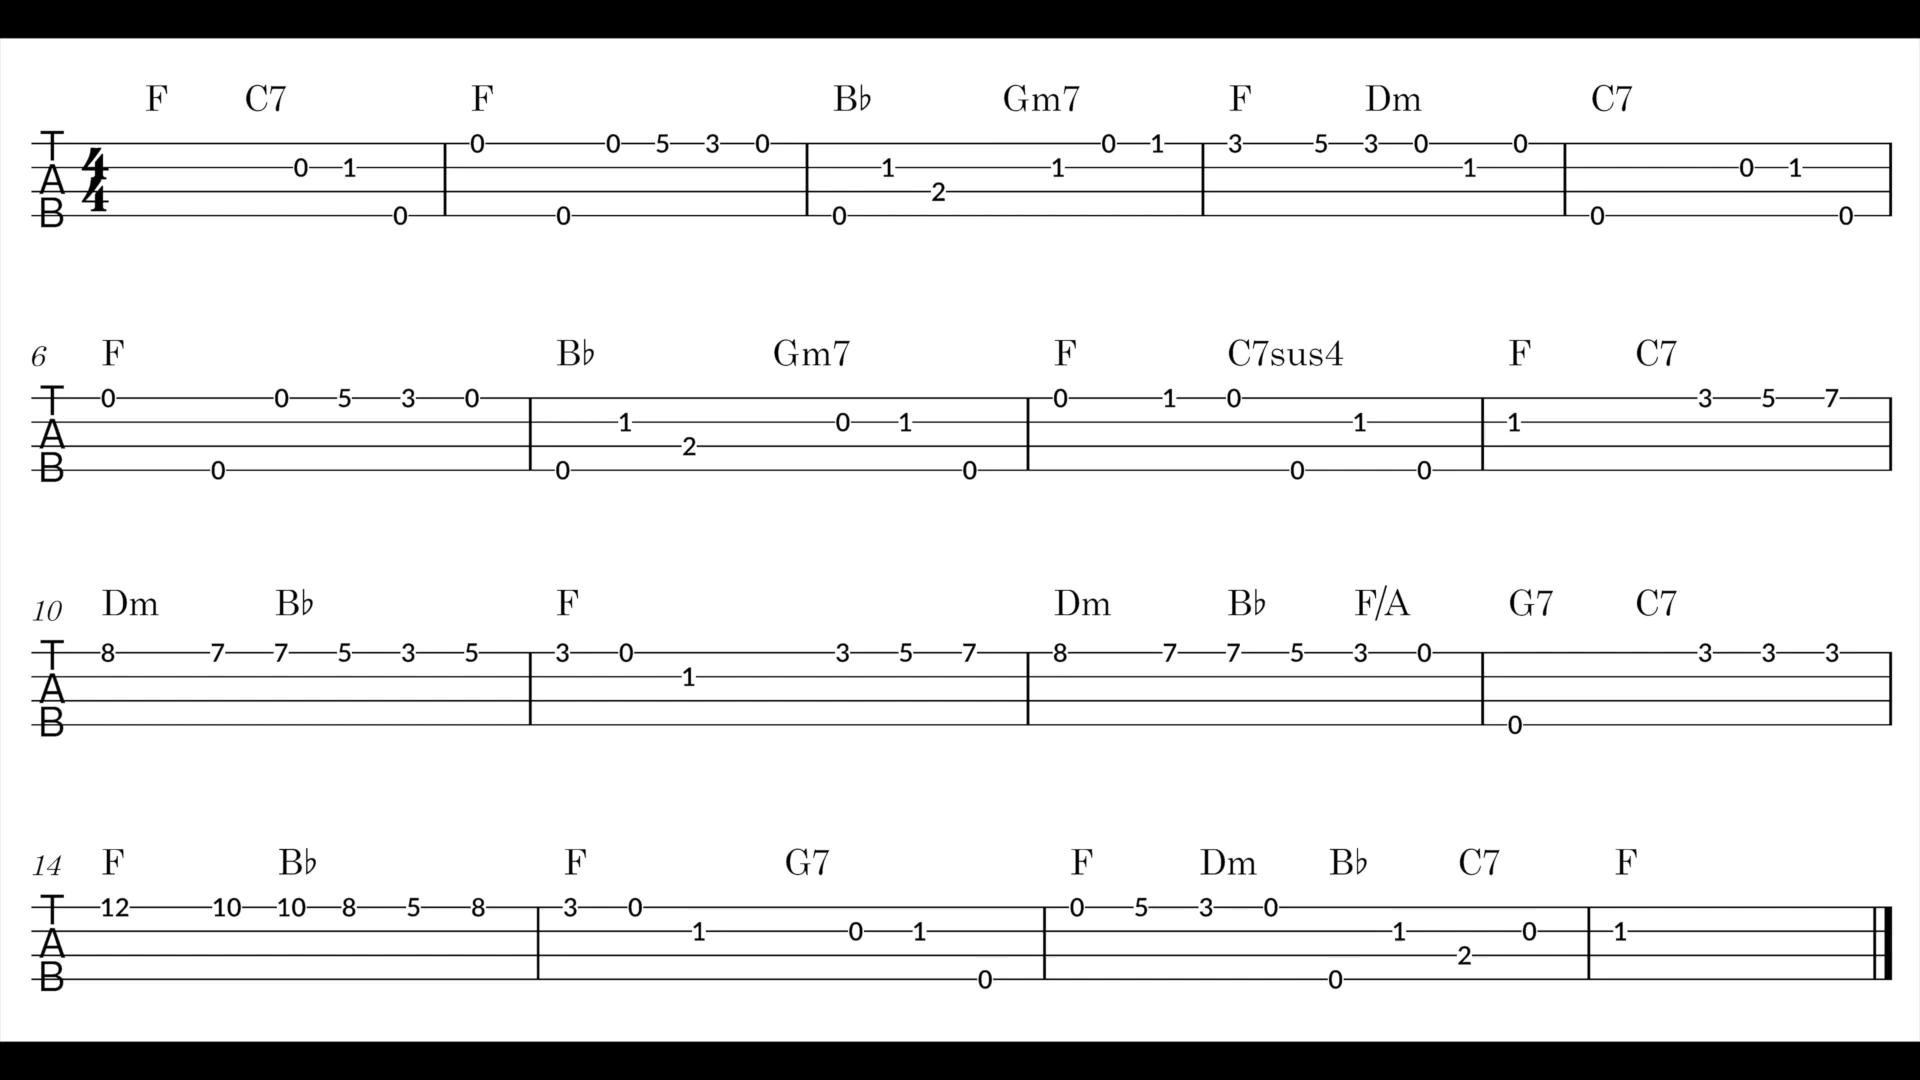 F C7 F B♭ Gm7 F Dm C7
T 4 0 0 5 3 0 0 1 3 5 3 0 0
A 4 0 1 1 1 1 0 1
2
B 0 0 0 0 0
6 F B♭ Gm7 F C7sus4 F C7
T 0 0 5 3 0 0 1 0 3 5 7
A 1 0 1 1 1
2
B 0 0 0 0 0
10 Dm B♭ F Dm B♭ F/A G7 C7
T 8 7 7 5 3 5 3 0 3 5 7 8 7 7 5 3 0 3 3 3
A 1
B 0
14 F B♭ F G7 F Dm B♭ C7 F
T 12 10 10 8 5 8 3 0 0 5 3 0
A 1 0 1 1 0 1
2
B 0 0